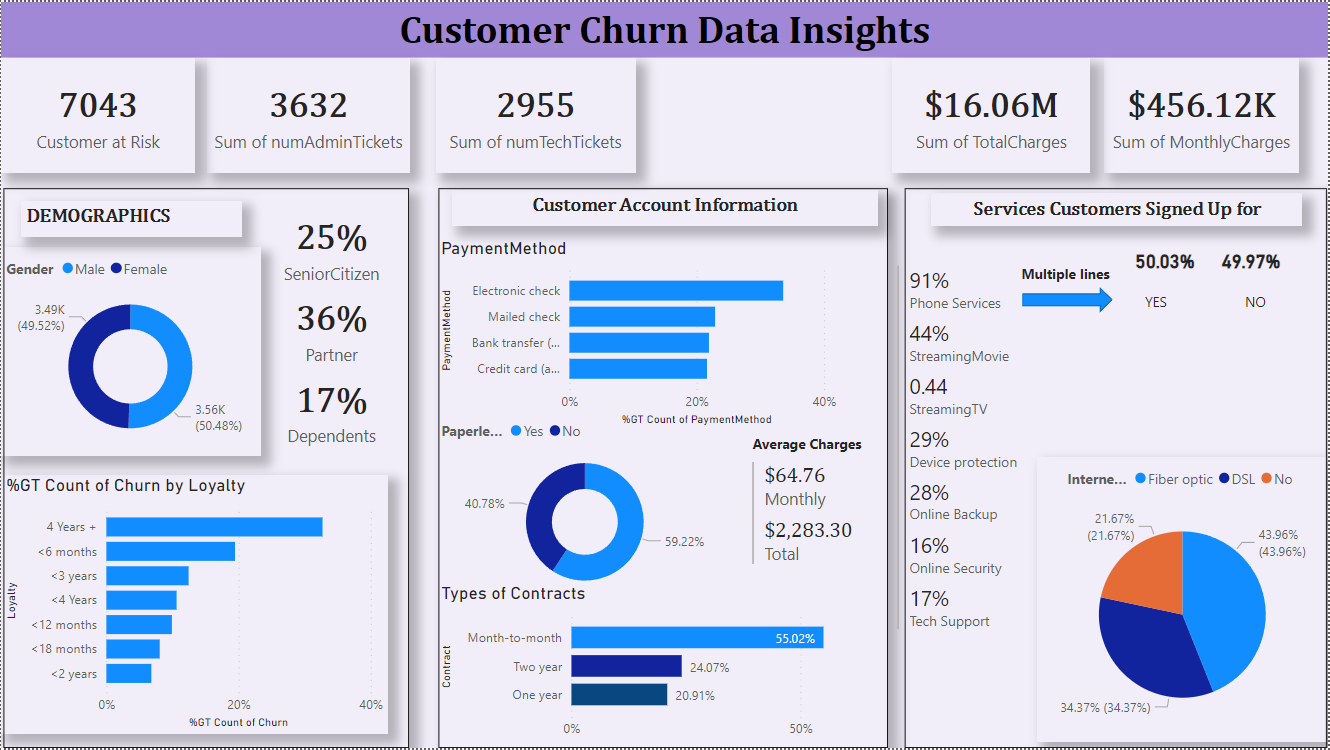 Customer Churn Data Insights
7043
Customer at Risk
3632
Sum of numAdminTickets
2955
Sum of numTechTickets
$16.06M
Sum of TotalCharges
$456.12K
Sum of MonthlyCharges
DEMOGRAPHICS
Gender Male Female
3.49K
(49.52%)
3.56K
(50.48%)
25%
SeniorCitizen
36%
Partner
17%
Dependents
%GT Count of Churn by Loyalty
Loyalty
4 Years +
<6 months
<3 years
<4 Years
<12 months
<18 months
<2 years
0% 20% 40%
%GT Count of Churn
Customer Account Information
PaymentMethod
PaymentMethod
Electronic check
Mailed check
Bank transfer (...
Credit card (a...
0% 20% 40%
%GT Count of PaymentMethod
Paperle... Yes No
40.78%
59.22%
Average Charges
$64.76
Monthly
$2,283.30
Total
Types of Contracts
Contract
Month-to-month 55.02%
Two year 24.07%
One year 20.91%
0% 50%
Services Customers Signed Up for
91%
Phone Services
44%
StreamingMovie
0.44
StreamingTV
29%
Device protection
28%
Online Backup
16%
Online Security
17%
Tech Support
Multiple lines
50.03% 49.97%
YES NO
Interne... Fiber optic DSL No
21.67%
(21.67%)
43.96%
(43.96%)
34.37% (34.37%)